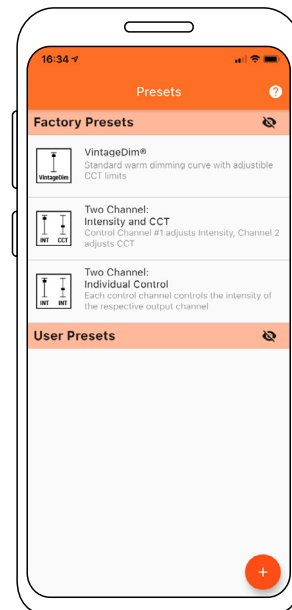 16:34
Presets
?
Factory Presets
VintageDim®
Standard warm dimming curve with adjustible
CCT limits
VintageDim
Two Channel:
Intensity and CCT
Control Channel #1 adjusts Intensity, Channel 2
adjusts CCT
INT CCT
Two Channel:
Individual Control
Each control channel controls the intensity of
the respective output channel
INT INT
User Presets
+